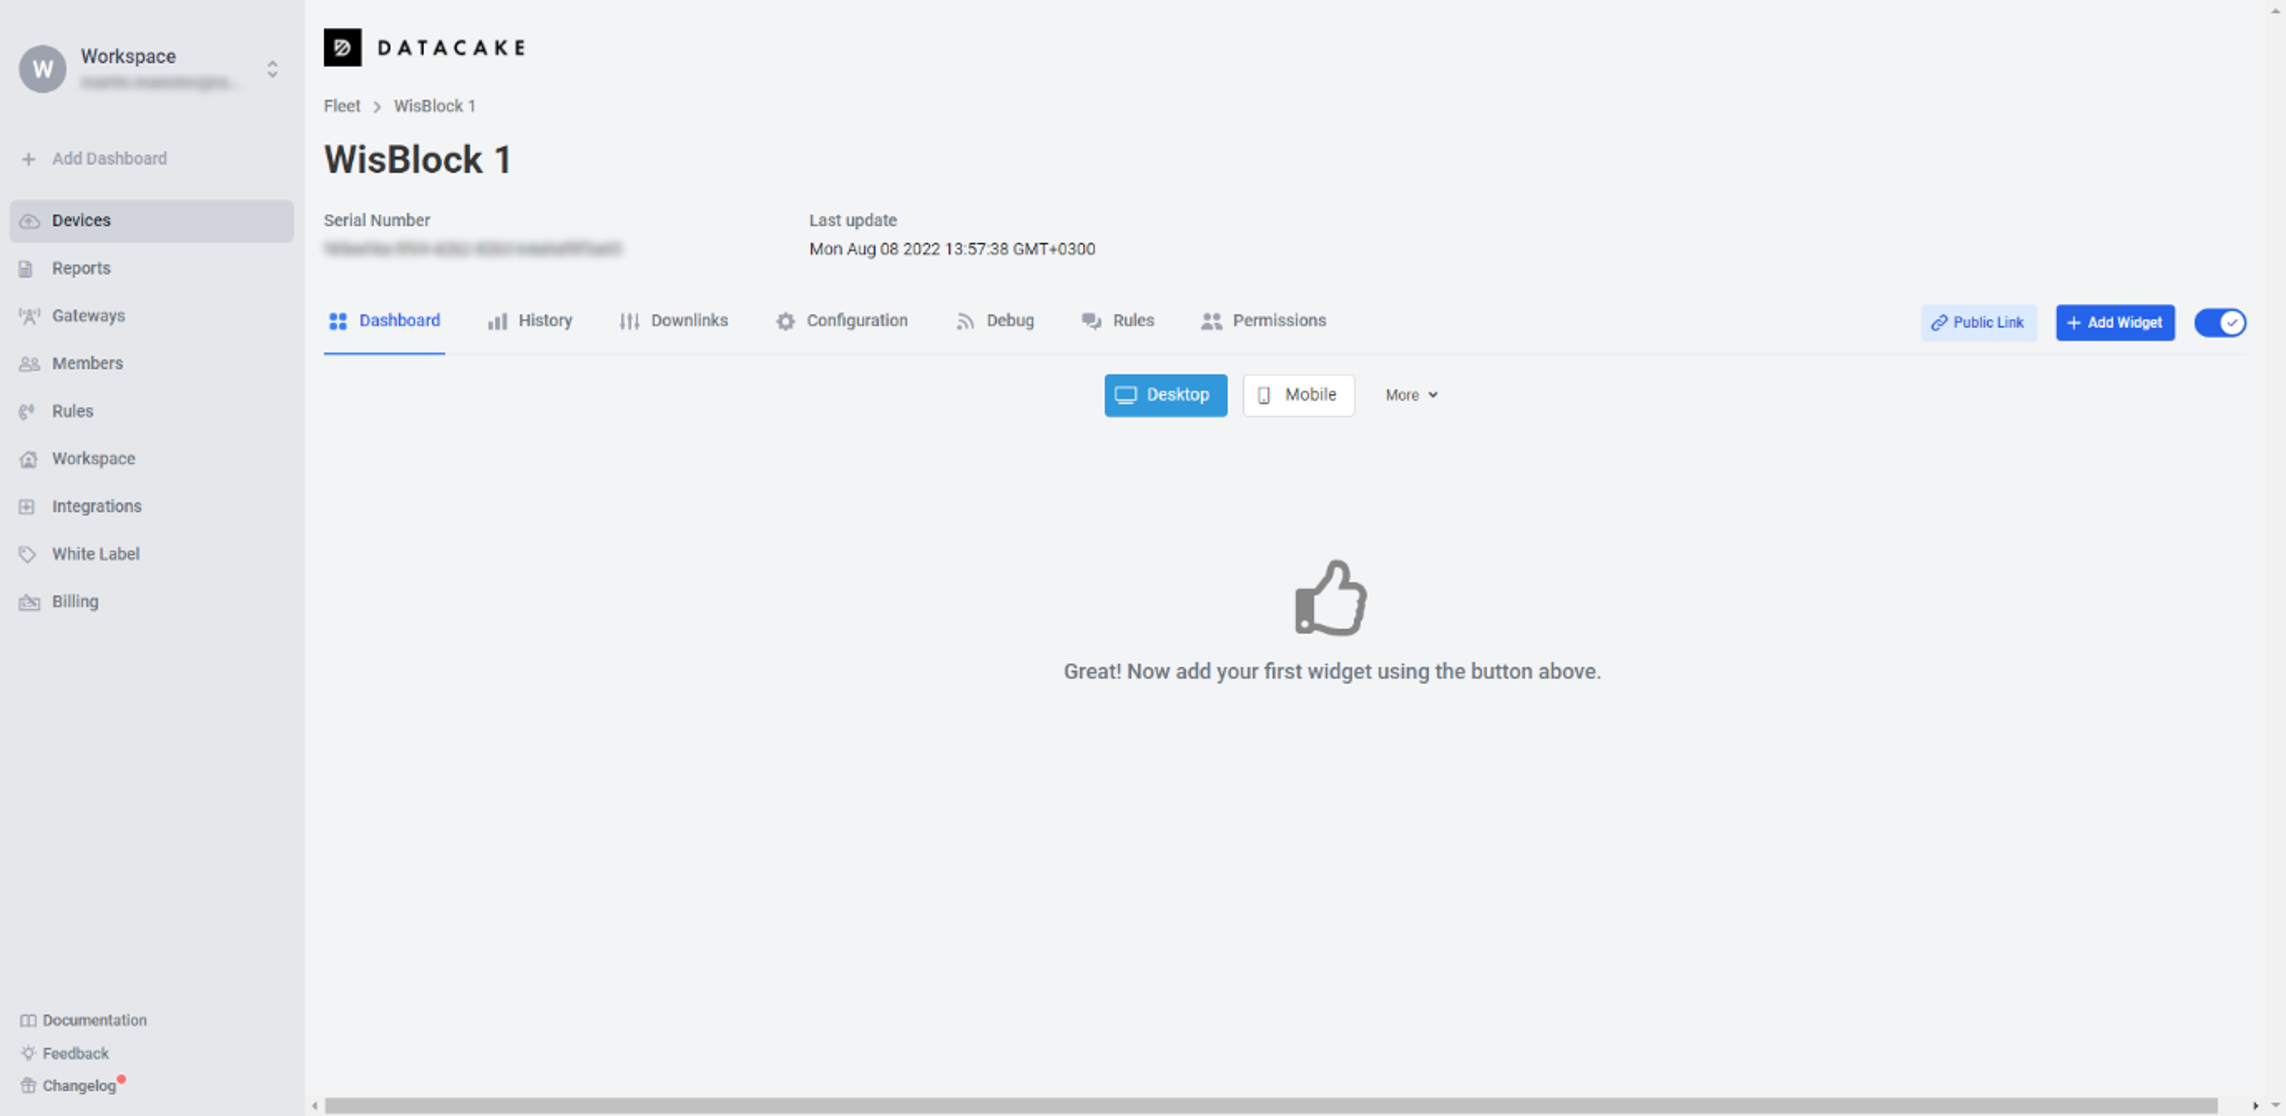 W
Workspace
Add Dashboard
Devices
Reports
Gateways
Members
Rules
Workspace
Integrations
White Label
Billing
Documentation
Feedback
Changelog
DATACAKE
Fleet > WisBlock 1
WisBlock 1
Serial Number
Last update
Mon Aug 08 2022 13:57:38 GMT+0300
Dashboard History Downlinks Configuration Debug Rules Permissions Public Link + Add Widget
Desktop Mobile More
Great! Now add your first widget using the button above.